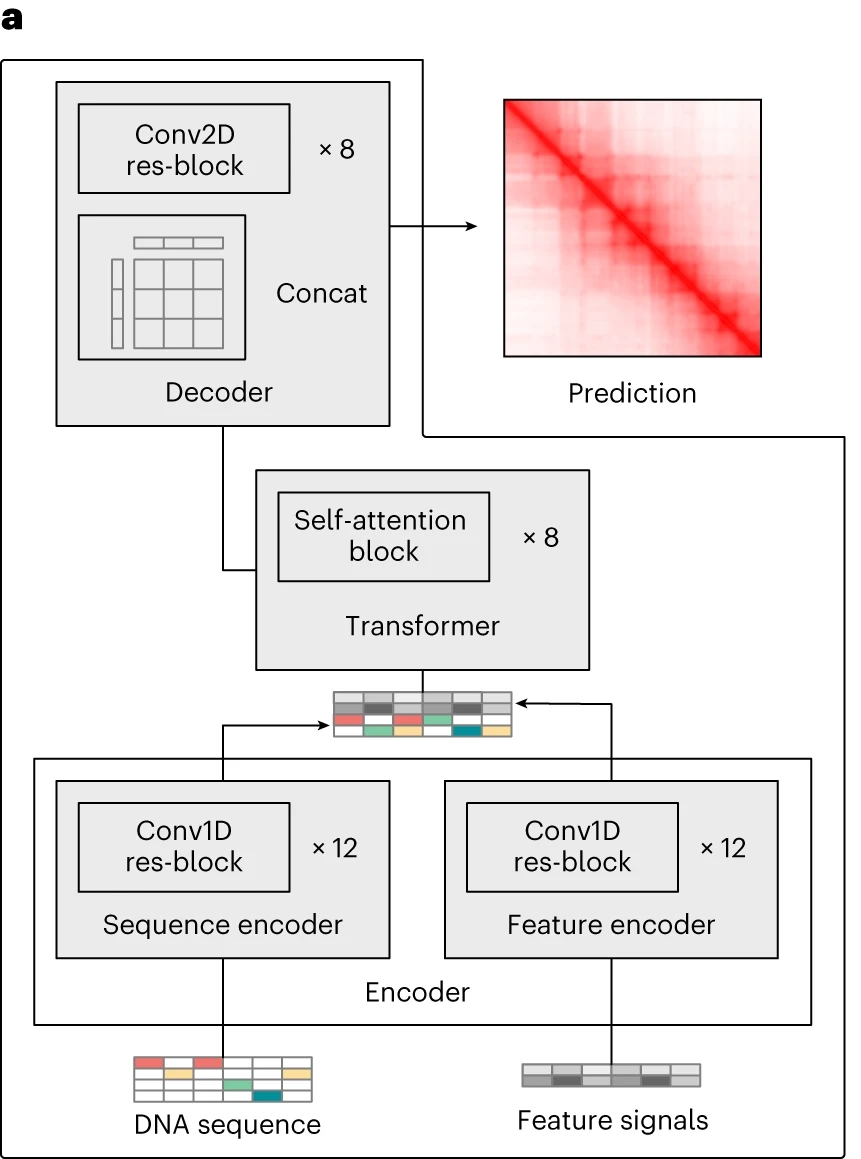 a
Conv2D
res-block
× 8
Concat
Decoder
Prediction
Self-attention
block
× 8
Transformer
Conv1D
res-block
× 12
Sequence encoder
Conv1D
res-block
× 12
Feature encoder
Encoder
DNA sequence
Feature signals